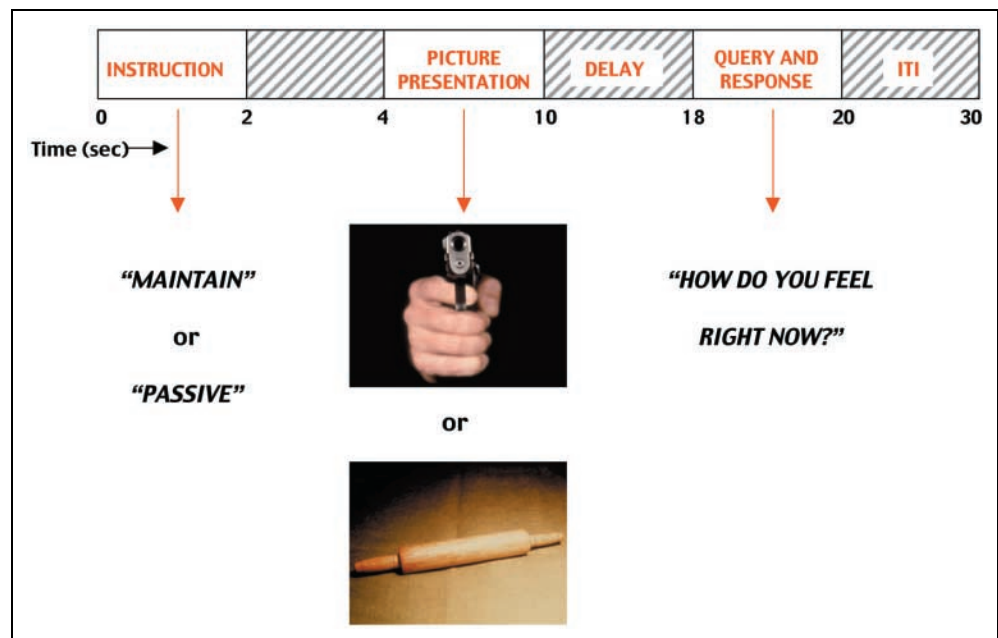 INSTRUCTION
PICTURE
PRESENTATION
DELAY
QUERY AND
RESPONSE
ITI
0 2 4 10 18 20 30
Time (sec)
“MAINTAIN”
or
“PASSIVE”
or
“HOW DO YOU FEEL
RIGHT NOW?”